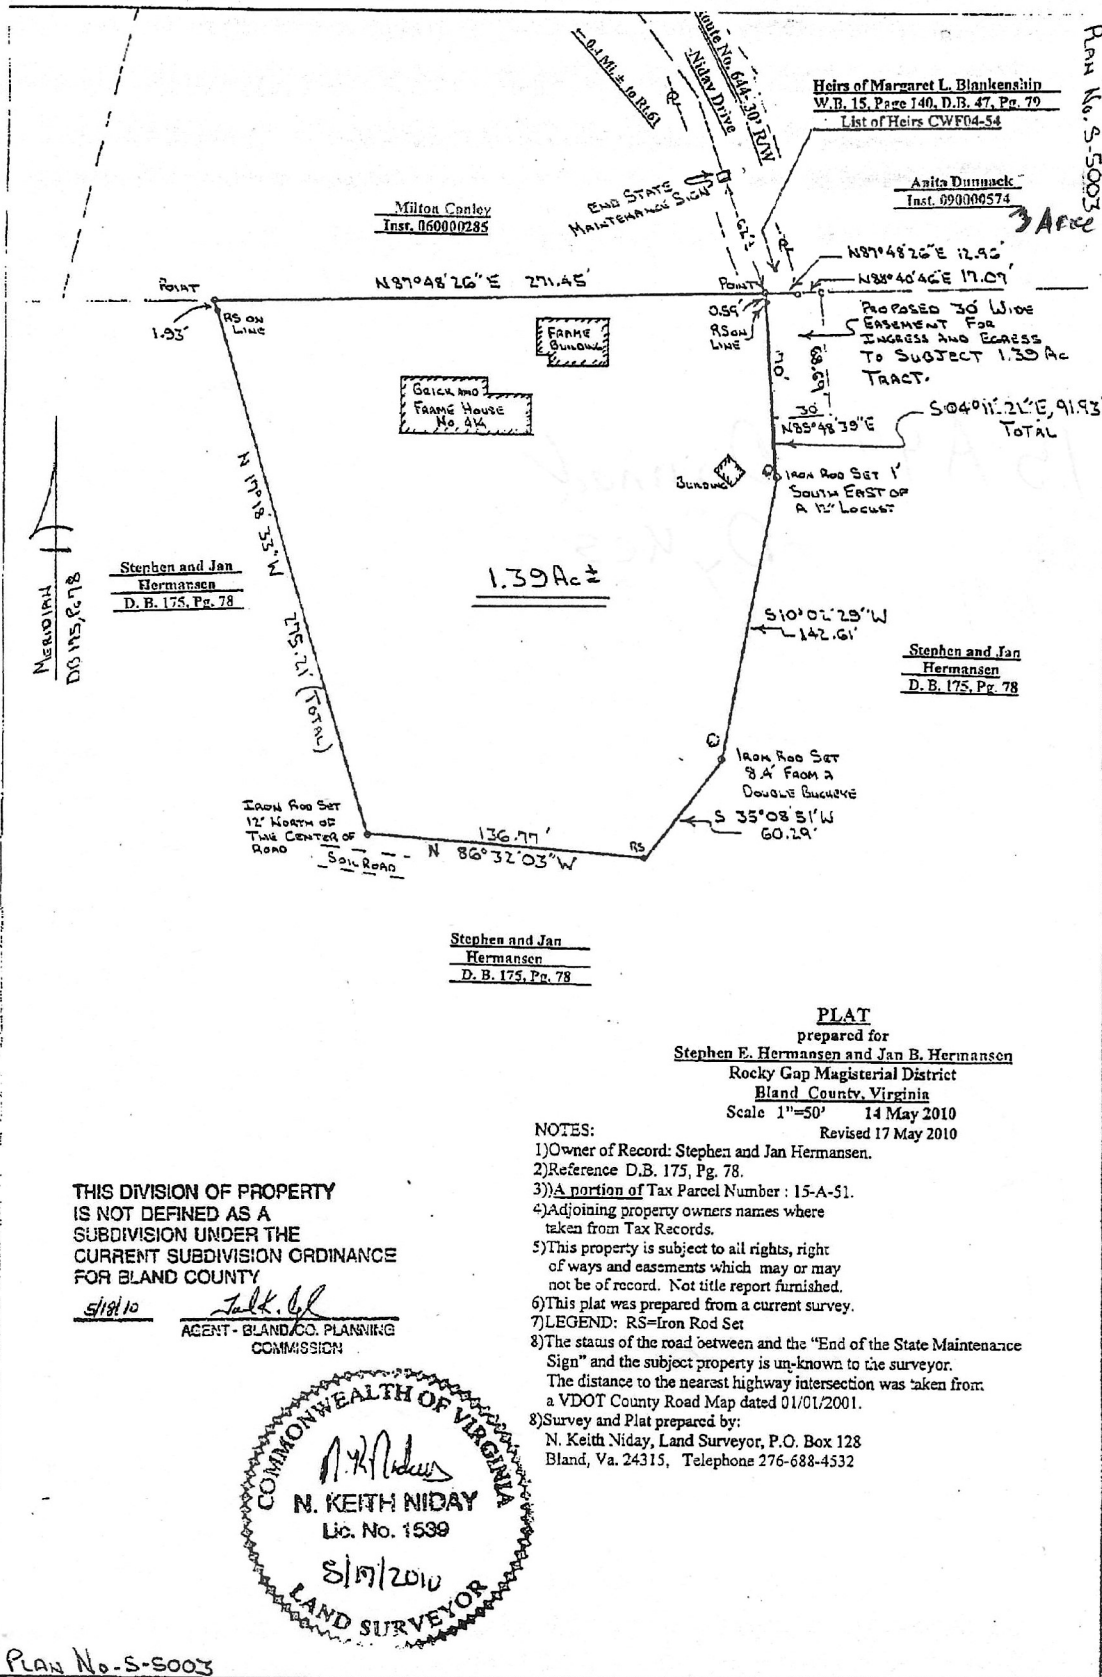 PLAN No. S-5003
Route No. 644-30' R/W
-Niday Drive
← 0.4 Mi. ± to Rt.61
Heirs of Margaret L. Blankenship
W.B. 15, Page 140, D.B. 47, Pg. 79
List of Heirs CWF04-54
Anita Dunnack
Inst. 090000574
3 Acre
Milton Conley
Inst. 060000285
END STATE
MAINTENANCE SIGN
62'±
N87°48'26"E 12.95'
N88°40'46"E 17.07'
POINT
N87°48'26"E 271.45'
POINT
1.93'
RS ON
LINE
0.59'
RS ON
LINE
FRAME
BUILDING
BRICK AND
FRAME HOUSE
No. 414
PROPOSED 30' WIDE
EASEMENT FOR
INGRESS AND EGRESS
TO SUBJECT 1.39 Ac
TRACT.
70'
68.69'
30'
N85°48'39"E
S04°11'21"E, 91.93'
TOTAL
BUILDING
IRON ROD SET 1'
SOUTH EAST OF
A 12" LOCUST
N 17°18'33"W
275.21' (TOTAL)
MERIDIAN
DB 175, PG 78
Stephen and Jan
Hermansen
D. B. 175, Pg. 78
1.39 Ac±
S10°02'29"W
142.61'
Stephen and Jan
Hermansen
D. B. 175, Pg. 78
IRON ROD SET
8.4' FROM A
DOUBLE BUCKEYE
S 35°08'51"W
60.29'
IRON ROD SET
12' NORTH OF
THE CENTER OF
ROAD
SOIL ROAD
136.77'
N 86°32'03"W
RS
Stephen and Jan
Hermansen
D. B. 175, Pg. 78
PLAT
prepared for
Stephen E. Hermansen and Jan B. Hermansen
Rocky Gap Magisterial District
Bland County, Virginia
Scale 1"=50' 14 May 2010
Revised 17 May 2010
NOTES:
1)Owner of Record: Stephen and Jan Hermansen.
2)Reference D.B. 175, Pg. 78.
3))A portion of Tax Parcel Number : 15-A-51.
4)Adjoining property owners names where
taken from Tax Records.
5)This property is subject to all rights, right
of ways and easements which may or may
not be of record. Not title report furnished.
6)This plat was prepared from a current survey.
7)LEGEND: RS=Iron Rod Set
8)The status of the road between and the "End of the State Maintenance
Sign" and the subject property is un-known to the surveyor.
The distance to the nearest highway intersection was taken from
a VDOT County Road Map dated 01/01/2001.
8)Survey and Plat prepared by:
N. Keith Niday, Land Surveyor, P.O. Box 128
Bland, Va. 24315, Telephone 276-688-4532
THIS DIVISION OF PROPERTY
IS NOT DEFINED AS A
SUBDIVISION UNDER THE
CURRENT SUBDIVISION ORDINANCE
FOR BLAND COUNTY
5/18/10
AGENT - BLAND CO. PLANNING
COMMISSION
COMMONWEALTH OF VIRGINIA
N. KEITH NIDAY
Lic. No. 1539
5/17/2010
LAND SURVEYOR
PLAN No-S-5003